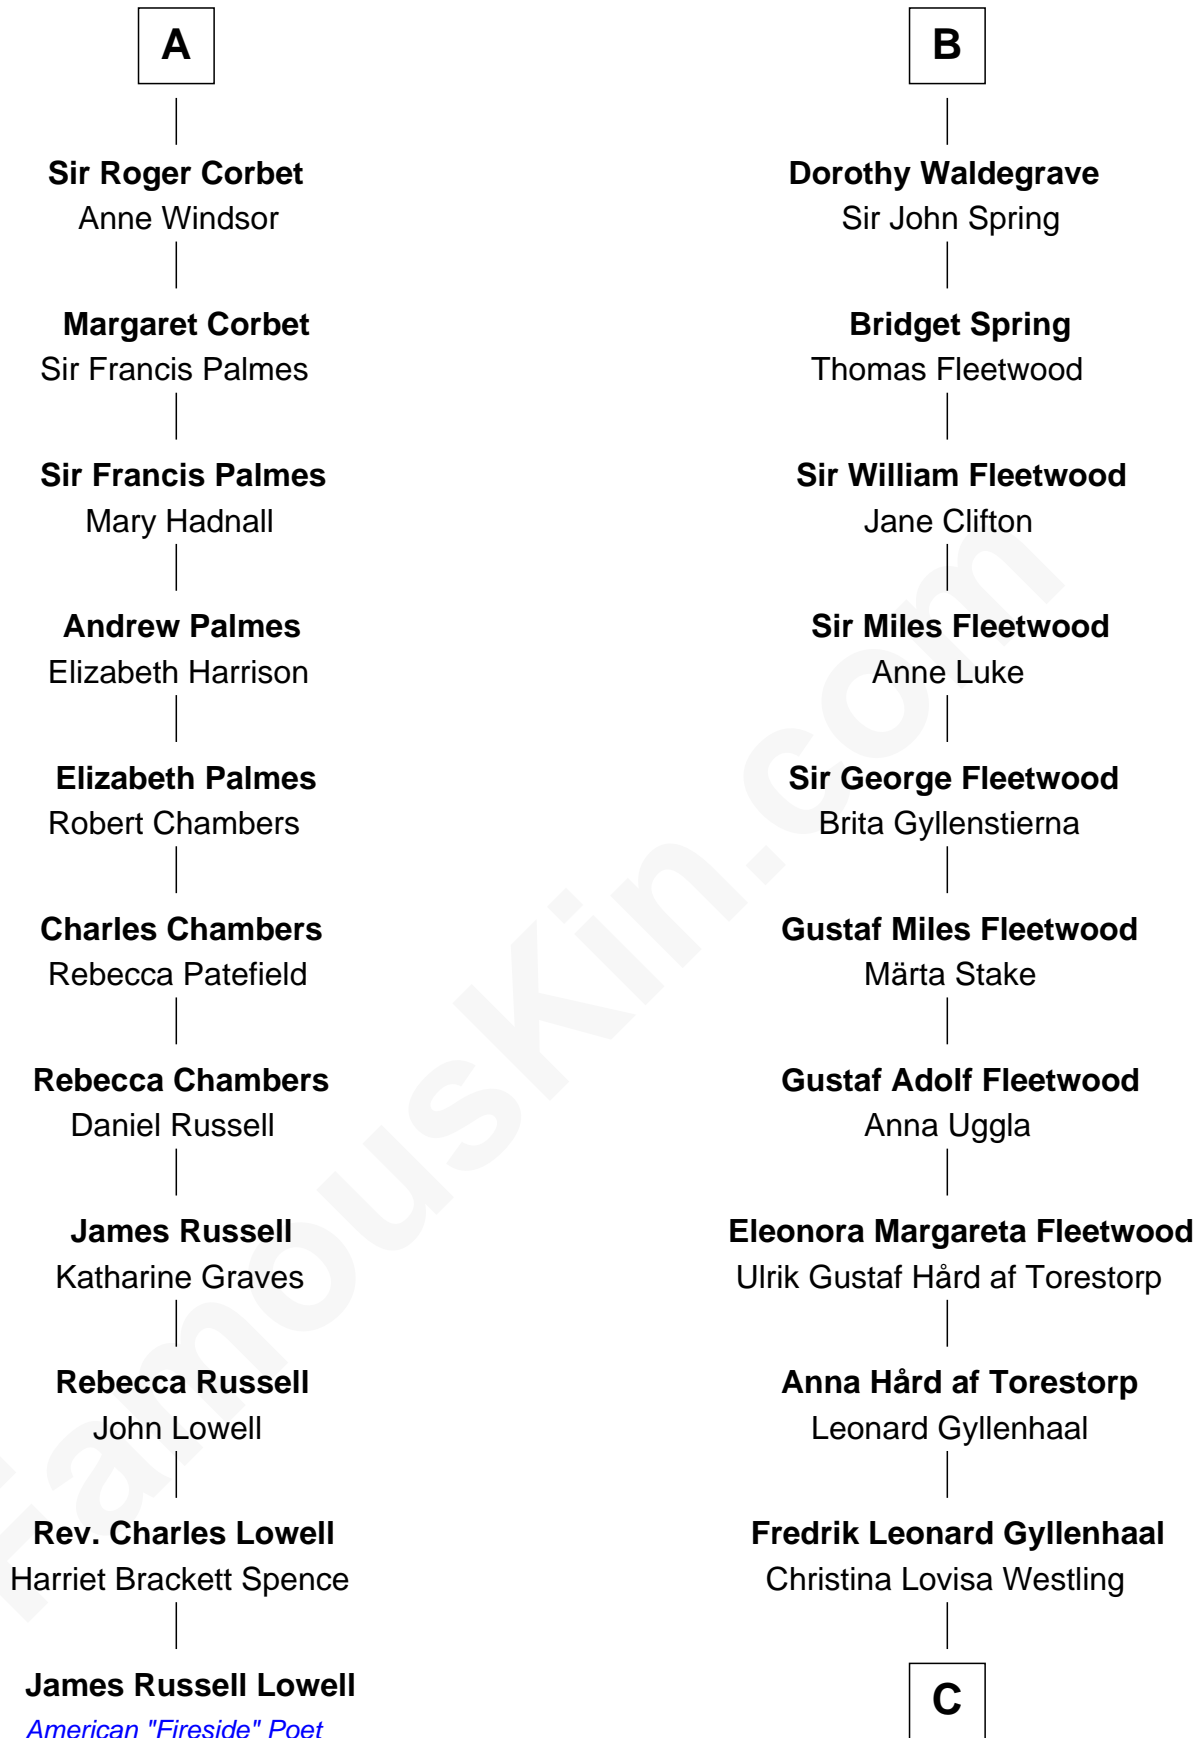 A
Sir Roger Corbet
Anne Windsor
Margaret Corbet
Sir Francis Palmes
Sir Francis Palmes
Mary Hadnall
Andrew Palmes
Elizabeth Harrison
Elizabeth Palmes
Robert Chambers
Charles Chambers
Rebecca Patefield
Rebecca Chambers
Daniel Russell
James Russell
Katharine Graves
Rebecca Russell
John Lowell
Rev. Charles Lowell
Harriet Brackett Spence
James Russell Lowell
American "Fireside" Poet
B
Dorothy Waldegrave
Sir John Spring
Bridget Spring
Thomas Fleetwood
Sir William Fleetwood
Jane Clifton
Sir Miles Fleetwood
Anne Luke
Sir George Fleetwood
Brita Gyllenstierna
Gustaf Miles Fleetwood
Märta Stake
Gustaf Adolf Fleetwood
Anna Uggla
Eleonora Margareta Fleetwood
Ulrik Gustaf Hård af Torestorp
Anna Hård af Torestorp
Leonard Gyllenhaal
Fredrik Leonard Gyllenhaal
Christina Lovisa Westling
C
FamousKin.com